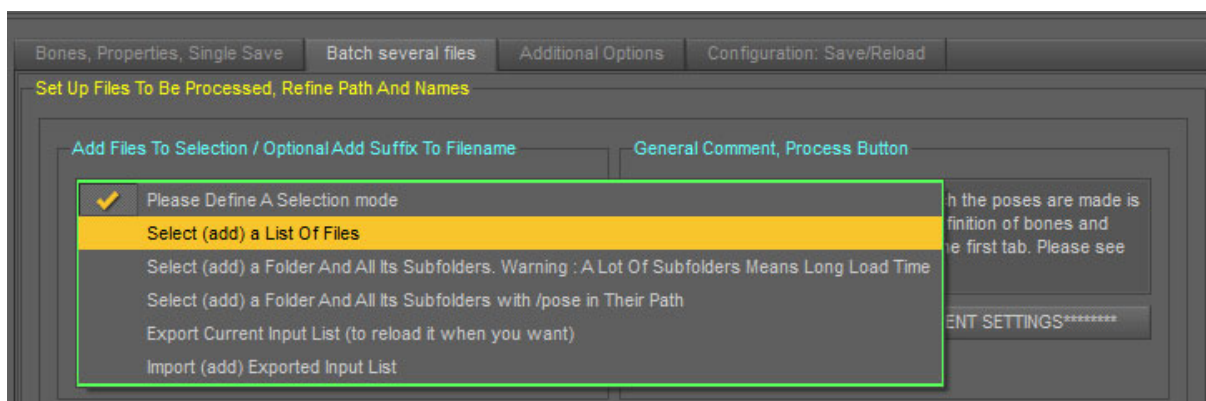 Bones, Properties, Single Save
Batch several files
Additional Options
Configuration: Save/Reload
Set Up Files To Be Processed, Refine Path And Names
Add Files To Selection / Optional Add Suffix To Filename
General Comment, Process Button
Please Define A Selection mode
Select (add) a List Of Files
Select (add) a Folder And All Its Subfolders. Warning : A Lot Of Subfolders Means Long Load Time
Select (add) a Folder And All Its Subfolders with /pose in Their Path
Export Current Input List (to reload it when you want)
Import (add) Exported Input List
the poses are made is
finition of bones and
first tab. Please see
SETTINGS********